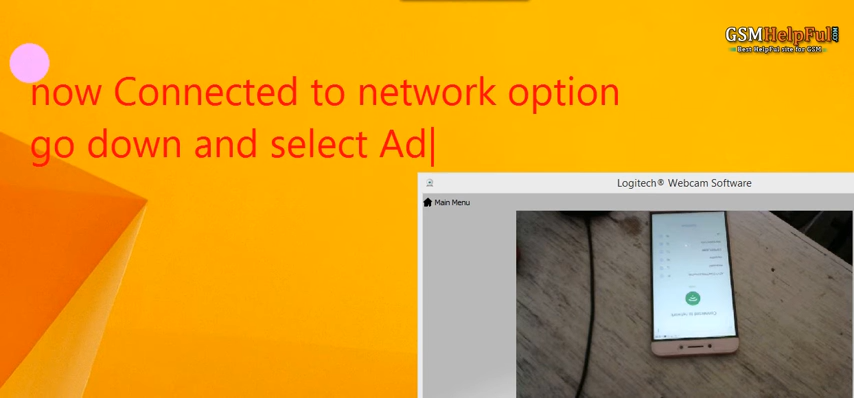 GSMHelpFul
Best HelpFul site for GSM
now Connected to network option
go down and select Ad
Logitech® Webcam Software
Main Menu